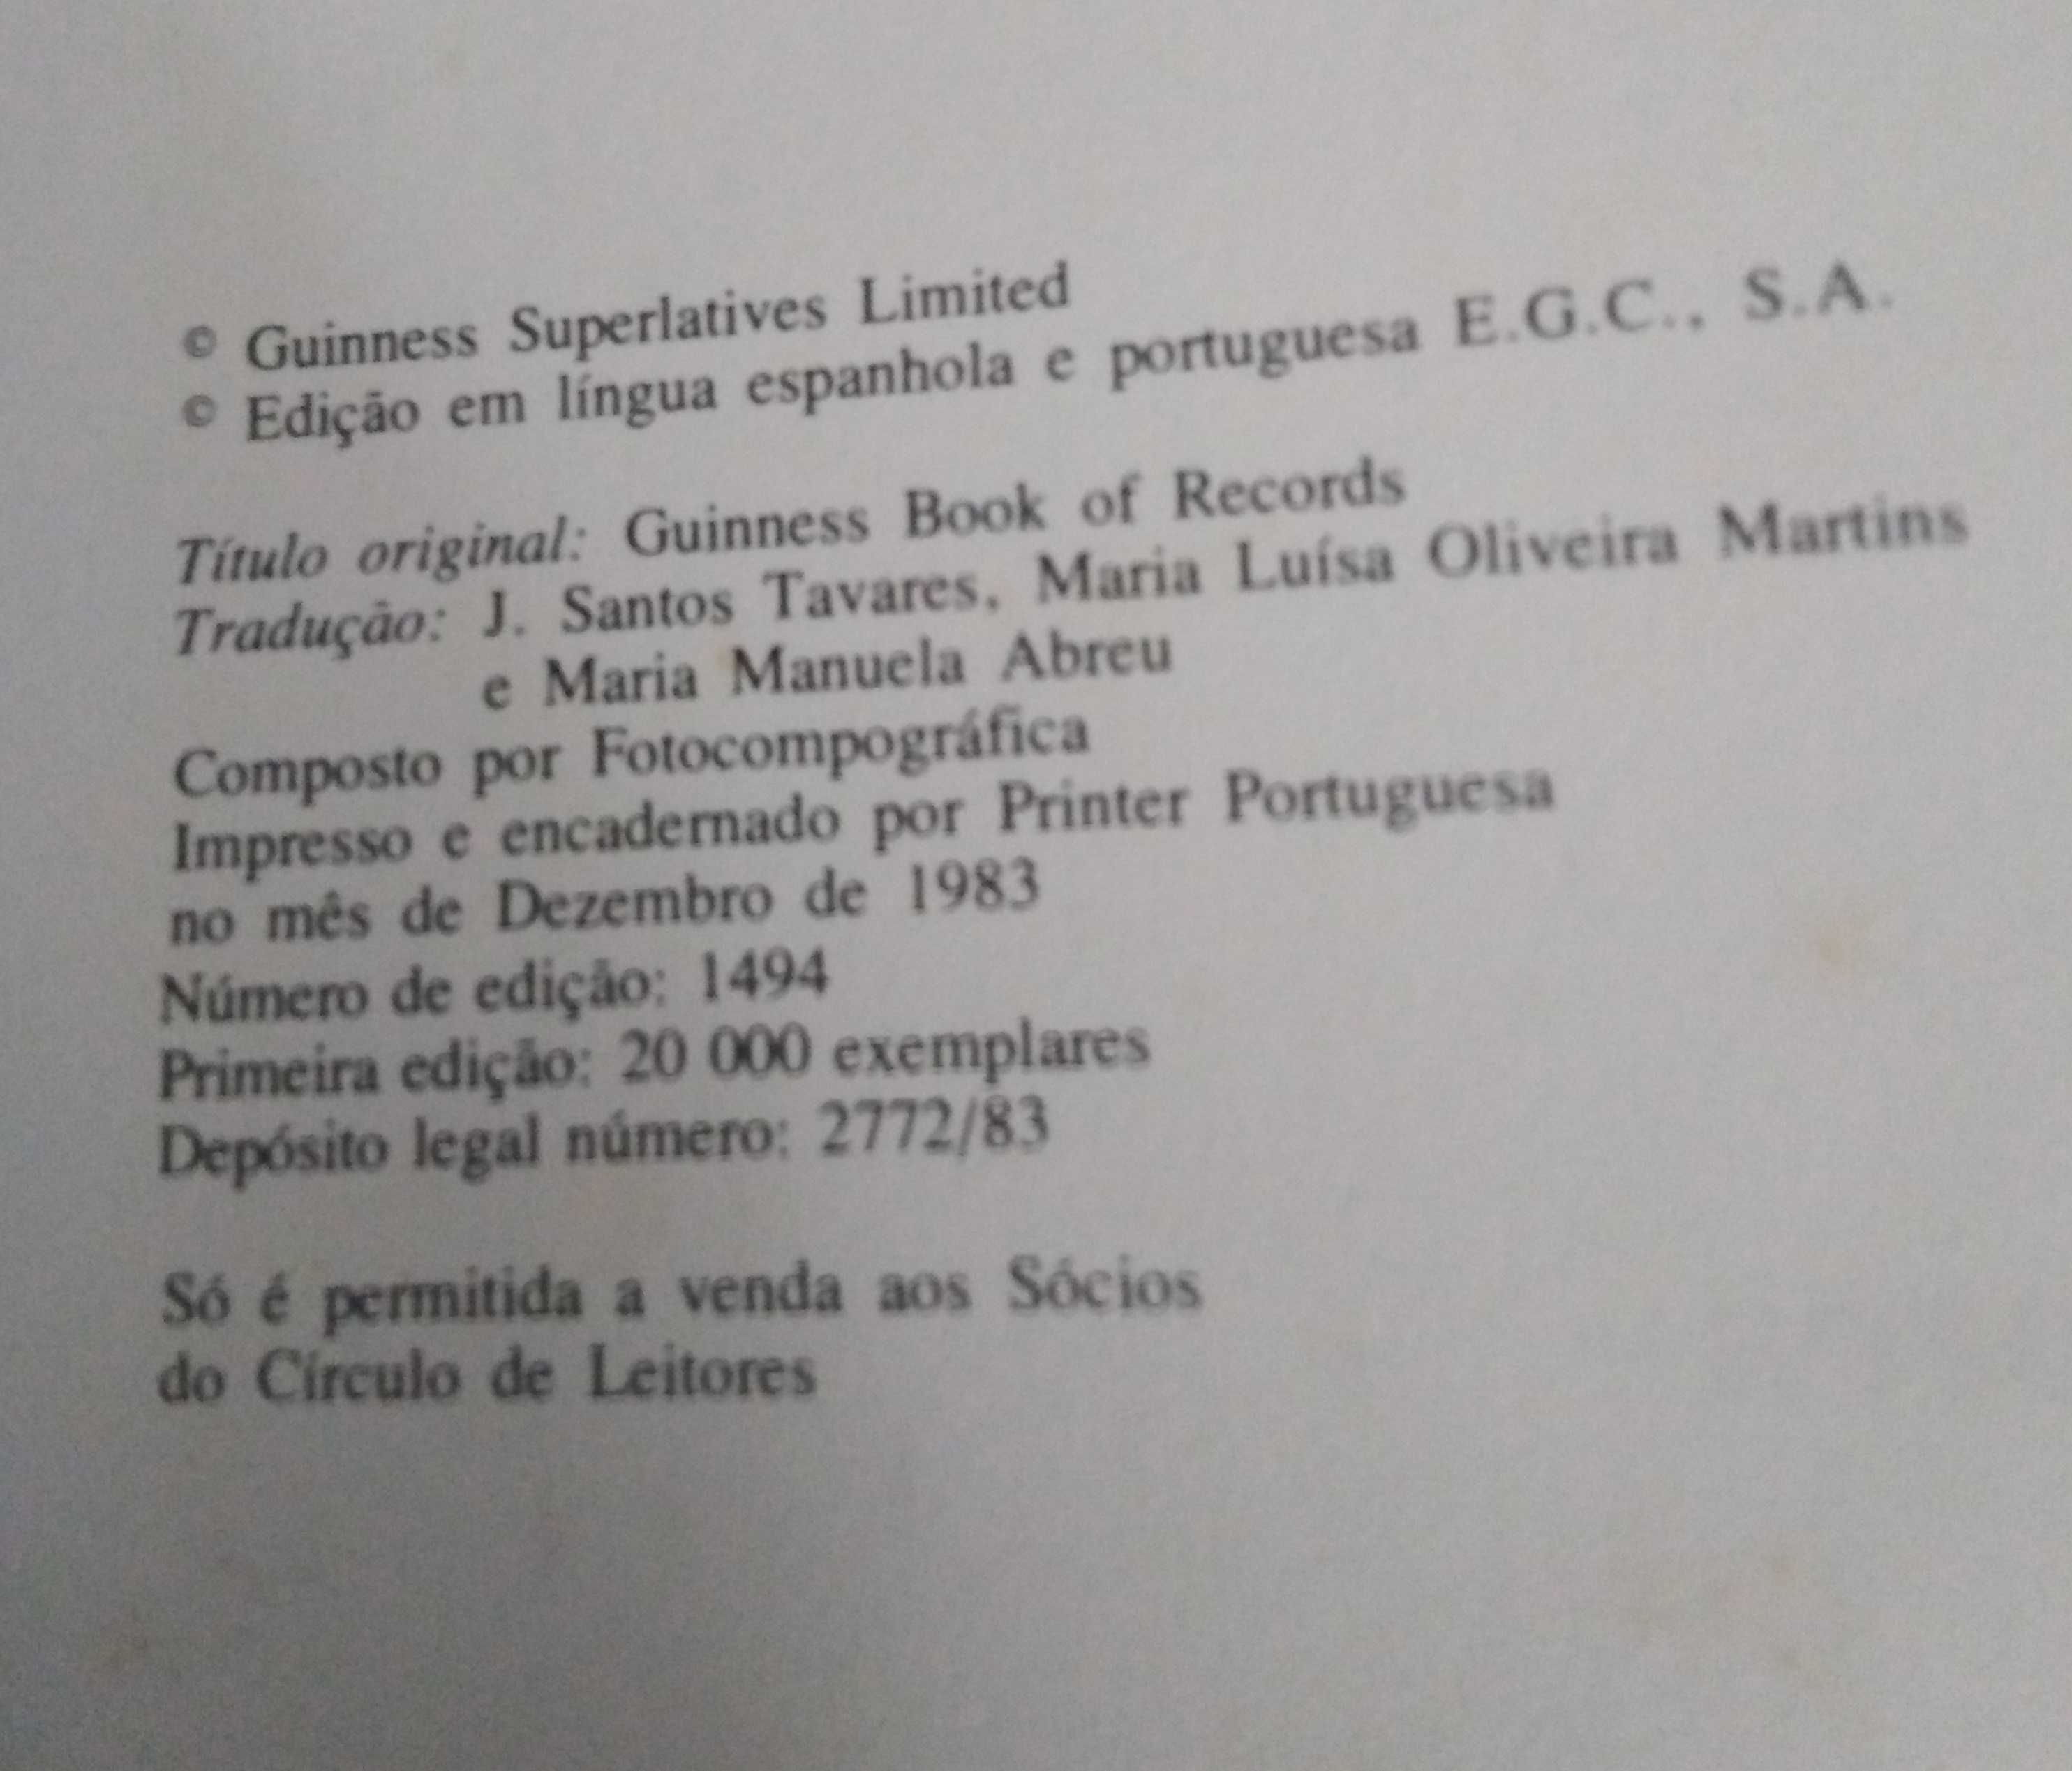 © Guinness Superlatives Limited
© Edição em língua espanhola e portuguesa E.G.C., S.A.
Título original: Guinness Book of Records
Tradução: J. Santos Tavares, Maria Luísa Oliveira Martins
e Maria Manuela Abreu
Composto por Fotocompográfica
Impresso e encadernado por Printer Portuguesa
no mês de Dezembro de 1983
Número de edição: 1494
Primeira edição: 20 000 exemplares
Depósito legal número: 2772/83
Só é permitida a venda aos Sócios
do Círculo de Leitores